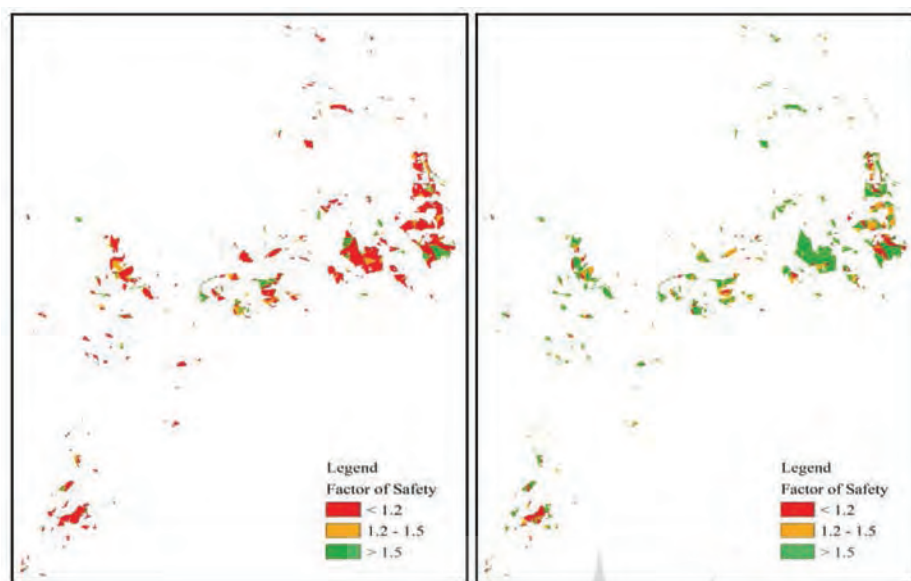 Legend
Factor of Safety
< 1.2
1.2 - 1.5
> 1.5
Legend
Factor of Safety
< 1.2
1.2 - 1.5
> 1.5